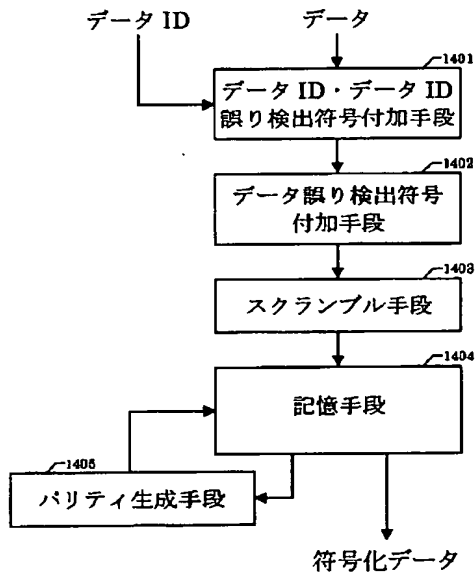 データ ID
データ
1401
データ ID・データ ID
誤り検出符号付加手段
1402
データ誤り検出符号
付加手段
1403
スクランブル手段
1404
記憶手段
1405
パリティ生成手段
符号化データ